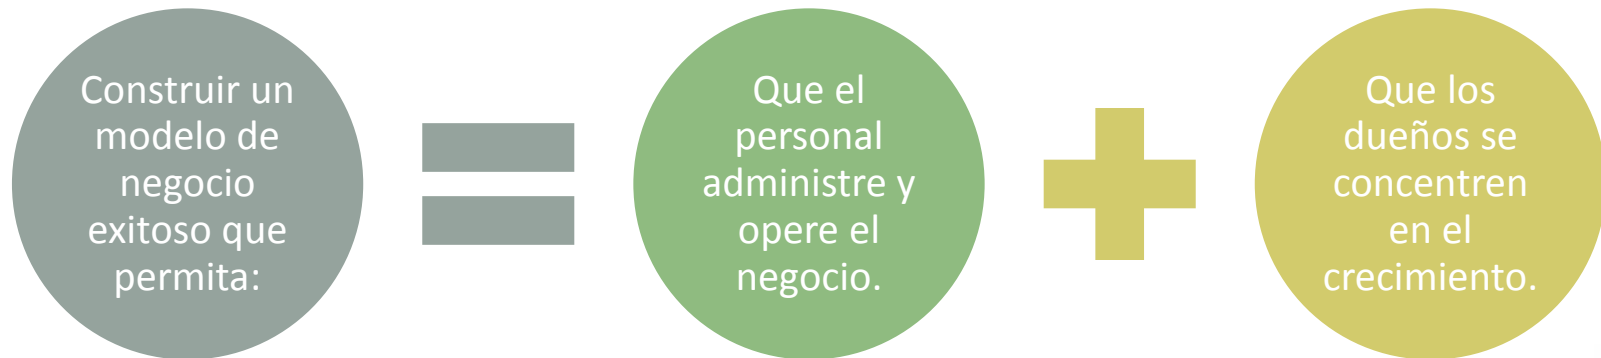 Construir un
modelo de
negocio
exitoso que
permita:
Que el
personal
administre y
opere el
negocio.
Que los
dueños se
concentren
en el
crecimiento.